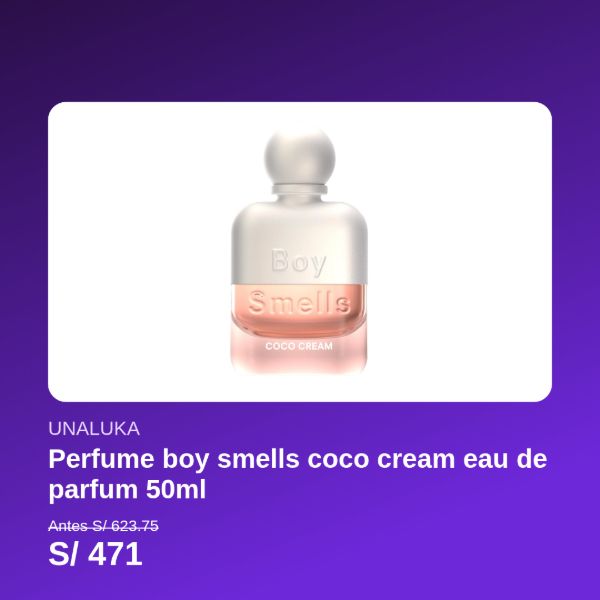 Boy
Smells
COCO CREAM
UNALUKA
Perfume boy smells coco cream eau de
parfum 50ml
Antes S/ 623.75
S/ 471